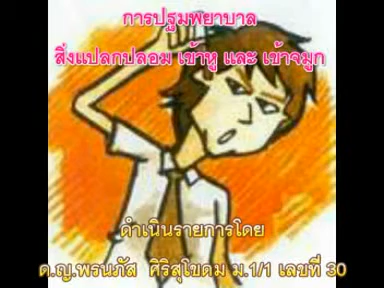 การปฐมพยาบาล
สิ่งแปลกปลอม เข้าหู และ เข้าจมูก
ดำเนินรายการโดย
ด.ญ.พรนภัส ศิริสุโขดม ม.1/1 เลขที่ 30